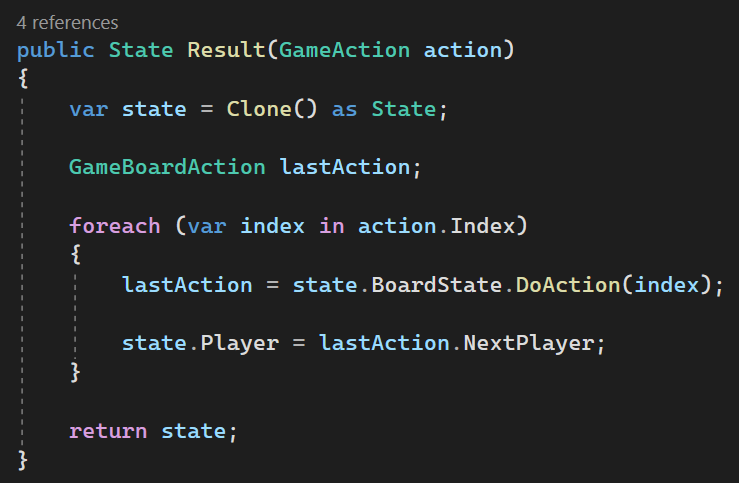 4 references
public State Result(GameAction action)
{
    var state = Clone() as State;

    GameBoardAction lastAction;

    foreach (var index in action.Index)
    {
        lastAction = state.BoardState.DoAction(index);

        state.Player = lastAction.NextPlayer;
    }

    return state;
}